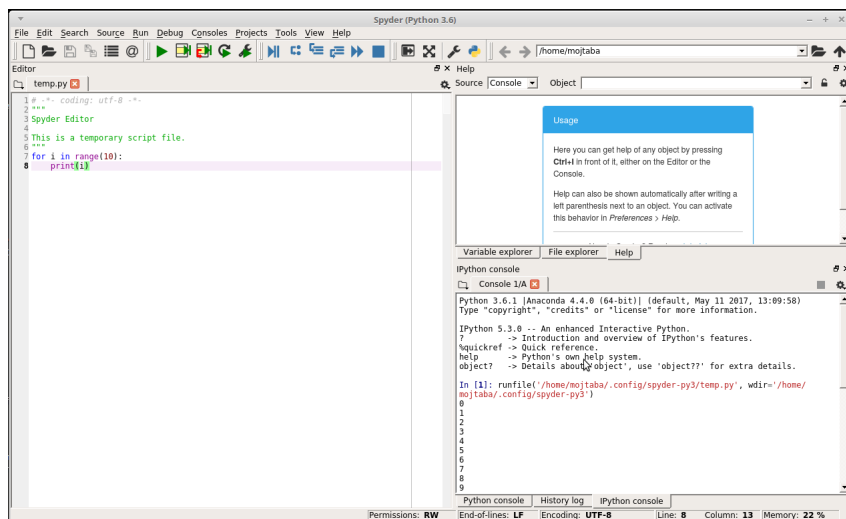 Spyder (Python 3.6)
File Edit Search Source Run Debug Consoles Projects Tools View Help
/home/mojtaba
Editor
temp.py
1 # -*- coding: utf-8 -*-
2 """
3 Spyder Editor
4
5 This is a temporary script file.
6 """
7 for i in range(10):
8     print(i)
Help
Source Console Object
Usage
Here you can get help of any object by pressing
Ctrl+I in front of it, either on the Editor or the
Console.
Help can also be shown automatically after writing a
left parenthesis next to an object. You can activate
this behavior in Preferences > Help.
Variable explorer File explorer Help
IPython console
Console 1/A
Python 3.6.1 |Anaconda 4.4.0 (64-bit)| (default, May 11 2017, 13:09:58)
Type "copyright", "credits" or "license" for more information.
IPython 5.3.0 -- An enhanced Interactive Python.
?         -> Introduction and overview of IPython's features.
%quickref -> Quick reference.
help      -> Python's own help system.
object?   -> Details about 'object', use 'object??' for extra details.
In [1]: runfile('/home/mojtaba/.config/spyder-py3/temp.py', wdir='/home/
mojtaba/.config/spyder-py3')
0
1
2
3
4
5
6
7
8
9
Python console History log IPython console
Permissions: RW End-of-lines: LF Encoding: UTF-8 Line: 8 Column: 13 Memory: 22 %